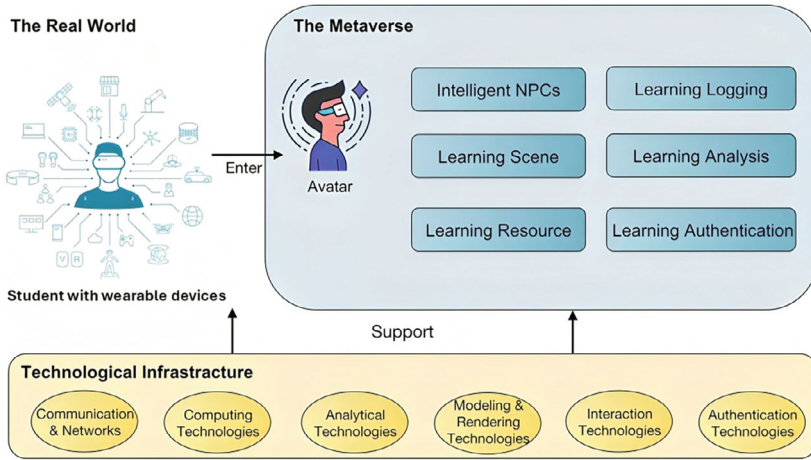 The Real World
The Metaverse
Intelligent NPCs
Learning Logging
Learning Scene
Learning Analysis
Enter
Avatar
Learning Resource
Learning Authentication
V R
Student with wearable devices
Support
Technological Infrastracture
Communication
& Networks
Computing
Technologies
Analytical
Technologies
Modeling &
Rendering
Technologies
Interaction
Technologies
Authentication
Technologies